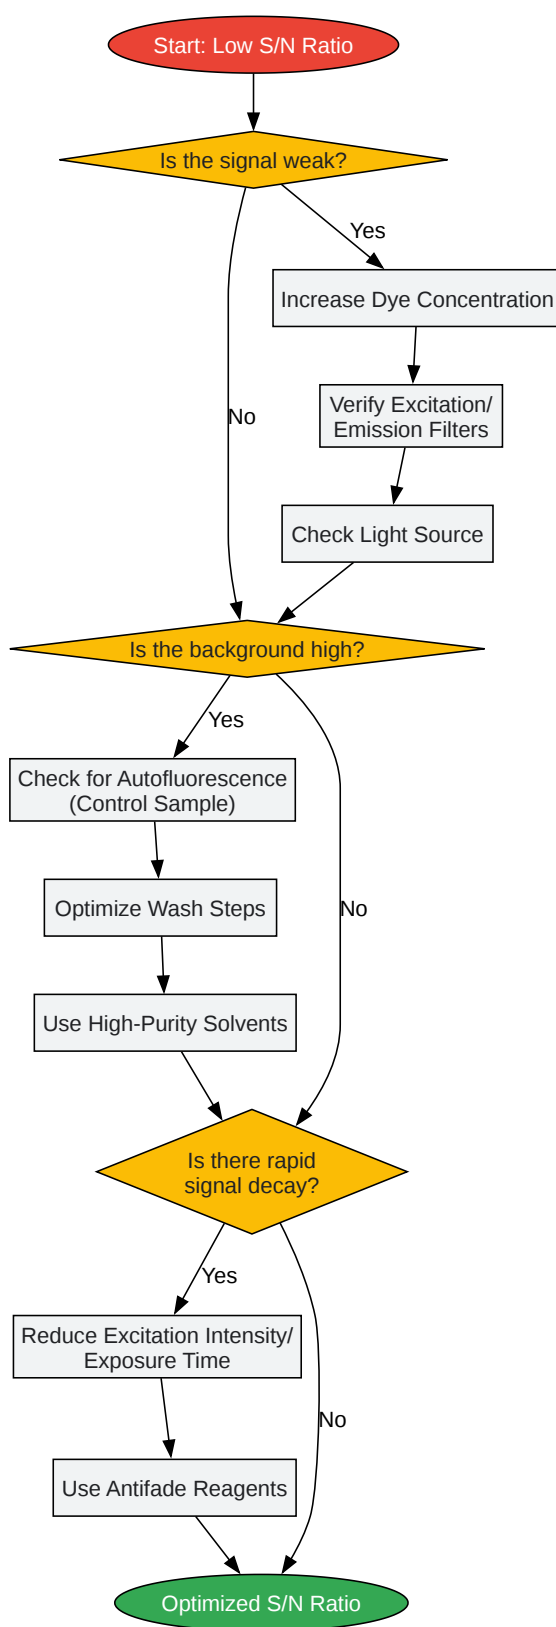 Start: Low S/N Ratio
Is the signal weak?
Yes
Increase Dye Concentration
Verify Excitation/
Emission Filters
No
Check Light Source
Is the background high?
Yes
Check for Autofluorescence
(Control Sample)
Optimize Wash Steps
No
Use High-Purity Solvents
Is there rapid
signal decay?
Yes
Reduce Excitation Intensity/
Exposure Time
No
Use Antifade Reagents
Optimized S/N Ratio